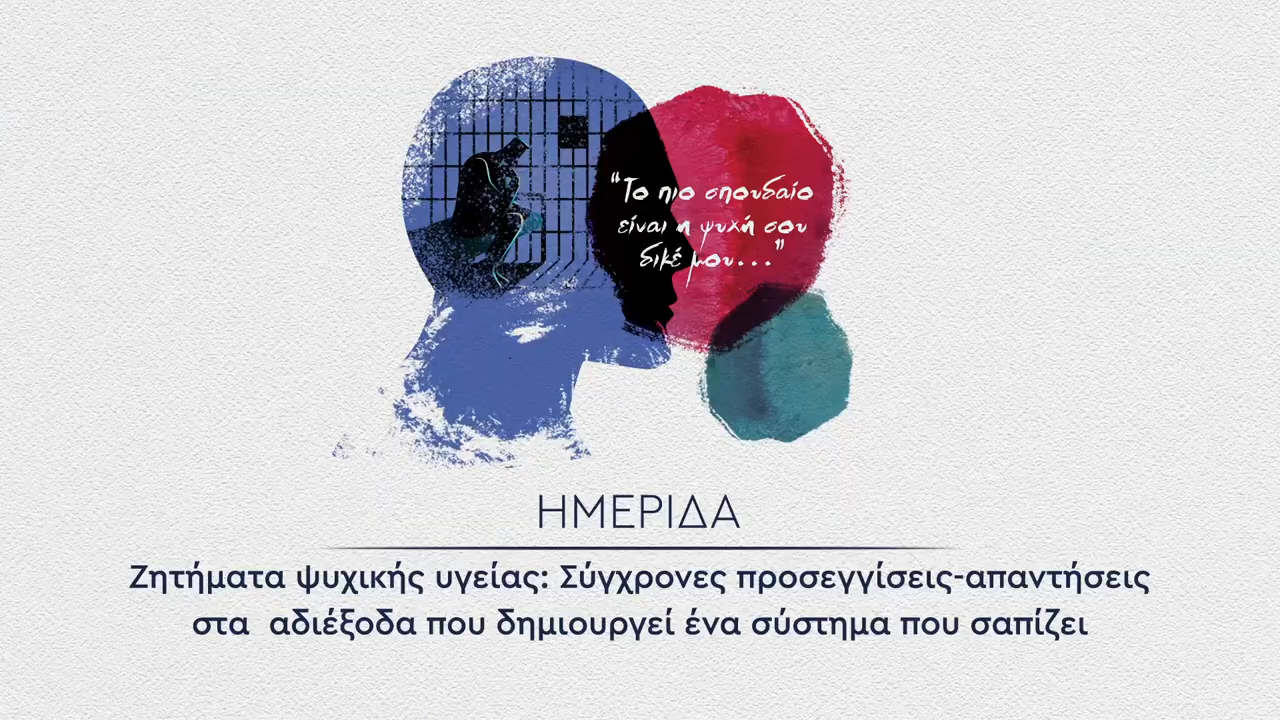 “Το πιο σπουδαίο
είναι η ψυχή σου
δικέ μου...”
ΗΜΕΡΙΔΑ
Ζητήματα ψυχικής υγείας: Σύγχρονες προσεγγίσεις-απαντήσεις
στα αδιέξοδα που δημιουργεί ένα σύστημα που σαπίζει